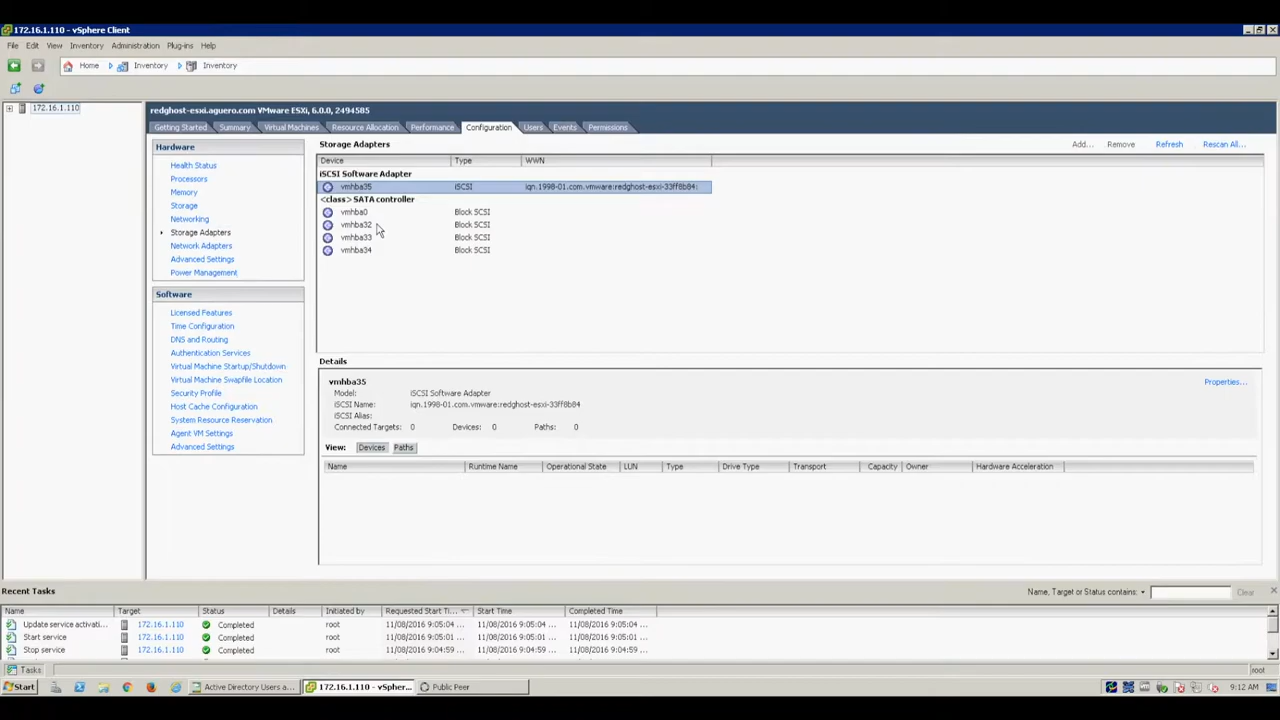 172.16.1.110 - vSphere Client
File Edit View Inventory Administration Plug-ins Help
Home Inventory Inventory
172.16.1.110
redghost-esxi.aguero.com VMware ESXi, 6.0.0, 2494585
Getting Started Summary Virtual Machines Resource Allocation Performance Configuration Users Events Permissions
Hardware
Health Status
Processors
Memory
Storage
Networking
Storage Adapters
Network Adapters
Advanced Settings
Power Management
Software
Licensed Features
Time Configuration
DNS and Routing
Authentication Services
Virtual Machine Startup/Shutdown
Virtual Machine Swapfile Location
Security Profile
Host Cache Configuration
System Resource Reservation
Agent VM Settings
Advanced Settings
Storage Adapters Add... Remove Refresh Rescan All...
Device Type WWN
iSCSI Software Adapter
vmhba35 iSCSI iqn.1998-01.com.vmware:redghost-esxi-33ff8b84:
<class> SATA controller
vmhba0 Block SCSI
vmhba32 Block SCSI
vmhba33 Block SCSI
vmhba34 Block SCSI
Details
vmhba35 Properties...
Model: iSCSI Software Adapter
iSCSI Name: iqn.1998-01.com.vmware:redghost-esxi-33ff8b84
iSCSI Alias:
Connected Targets: 0 Devices: 0 Paths: 0
View: Devices Paths
Name Runtime Name Operational State LUN Type Drive Type Transport Capacity Owner Hardware Acceleration
Recent Tasks Name, Target or Status contains: Clear
Name Target Status Details Initiated by Requested Start Ti... Start Time Completed Time
Update service activati... 172.16.1.110 Completed root 11/08/2016 9:05:04 ... 11/08/2016 9:05:04 ... 11/08/2016 9:05:04 ...
Start service 172.16.1.110 Completed root 11/08/2016 9:05:01 ... 11/08/2016 9:05:01 ... 11/08/2016 9:05:01 ...
Stop service 172.16.1.110 Completed root 11/08/2016 9:04:59 ... 11/08/2016 9:04:59 ... 11/08/2016 9:04:59 ...
Tasks root
Start Active Directory Users a... 172.16.1.110 - vSpher... Public Peer 9:12 AM